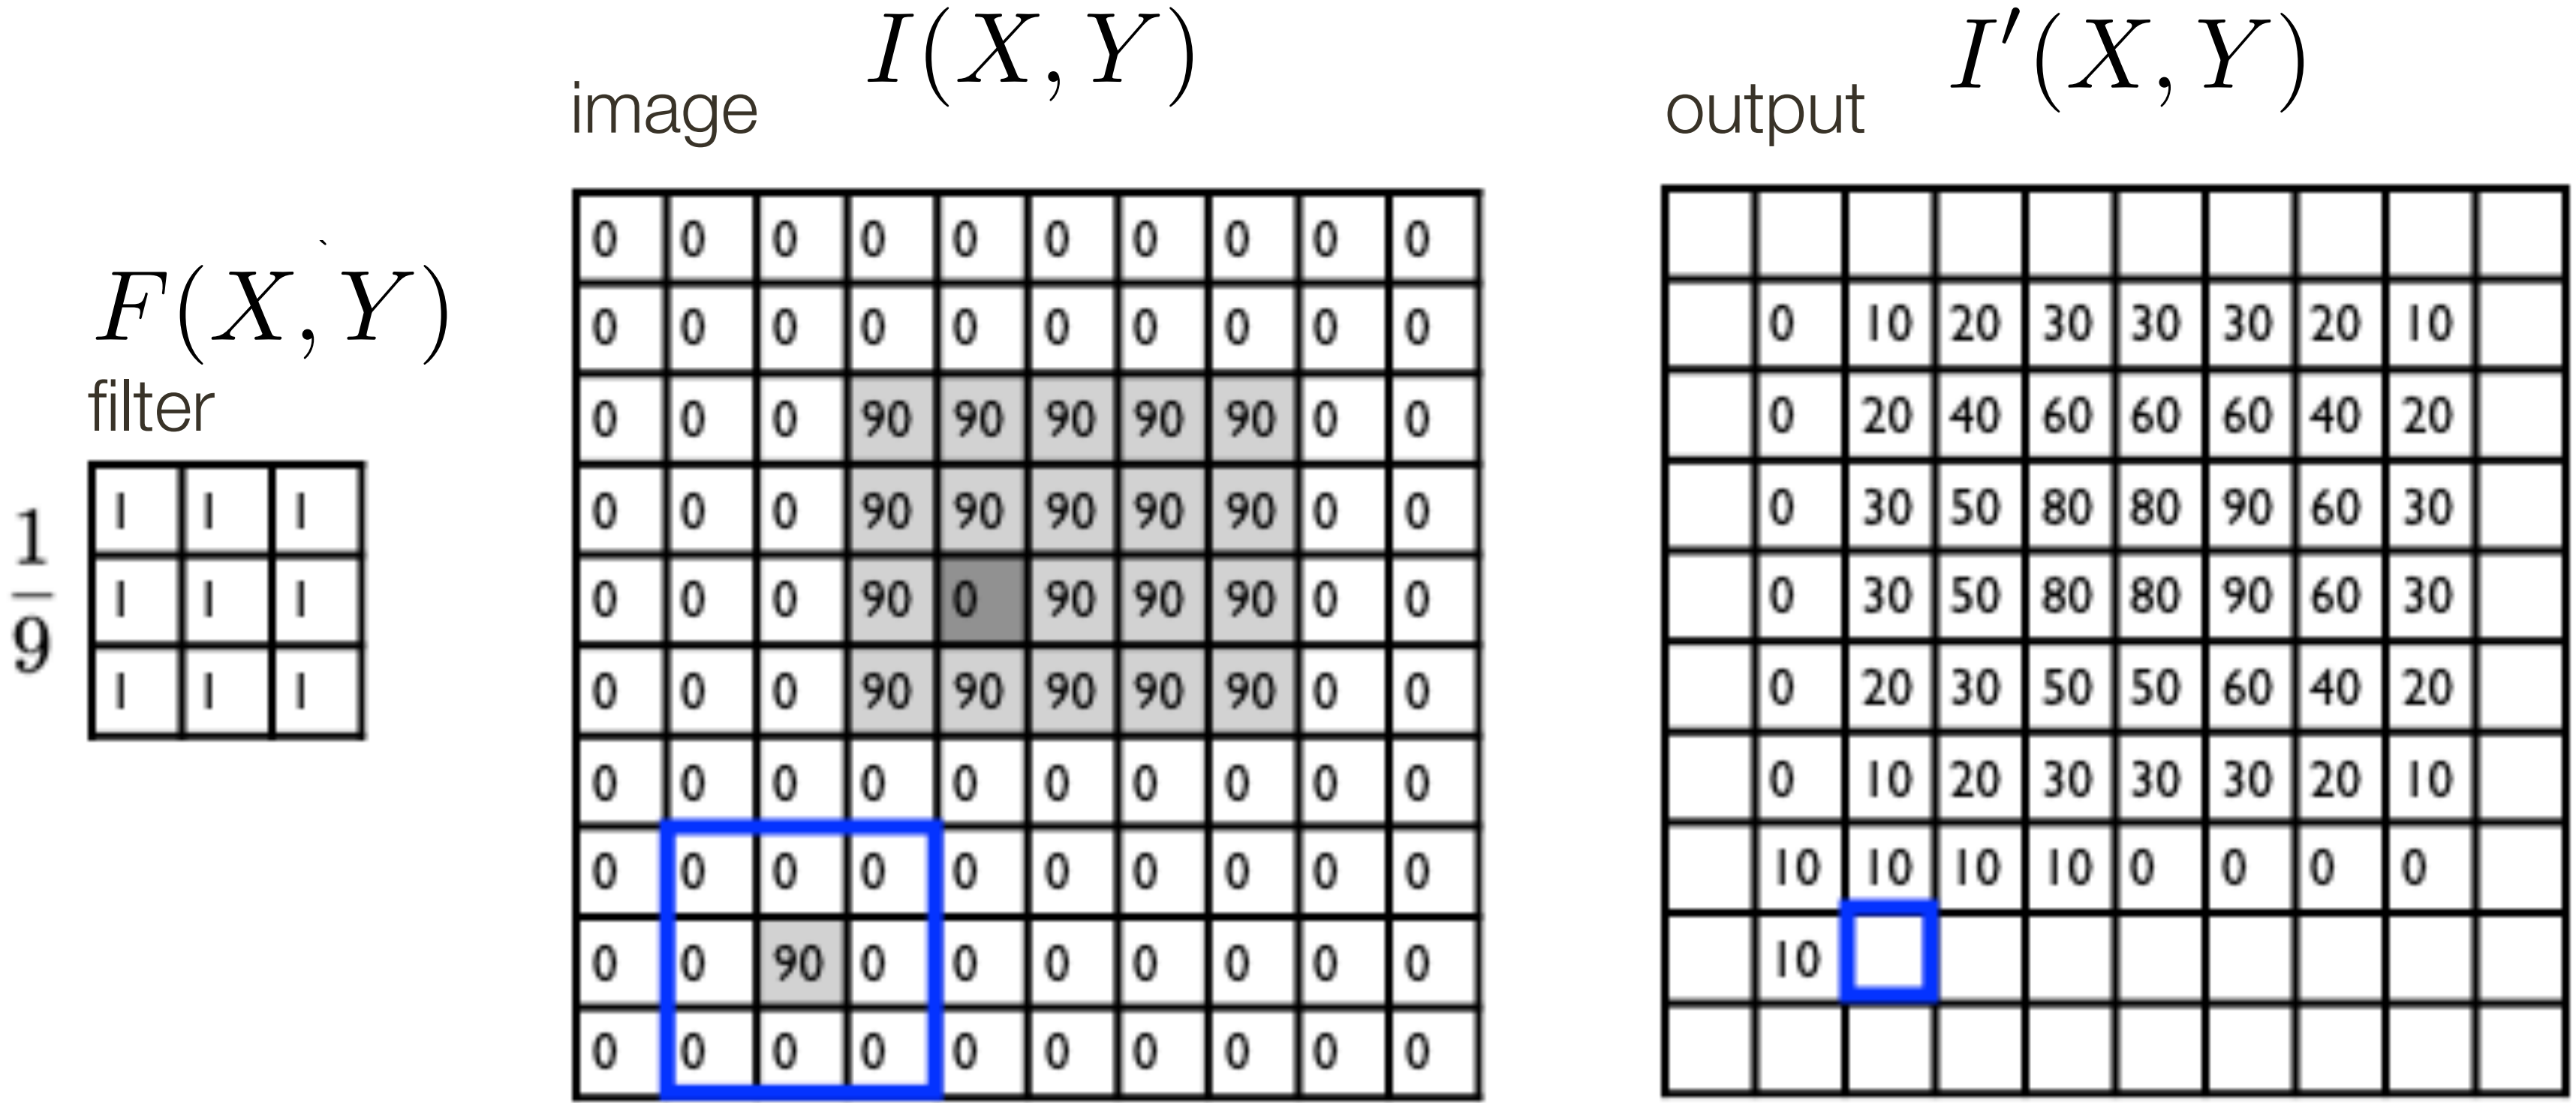 I(X, Y)
I′(X, Y)
image
output
F(X, Y)
filter
1
9
1 1 1
1 1 1
1 1 1
0 0 0 0 0 0 0 0 0 0
0 0 0 0 0 0 0 0 0 0
0 0 0 90 90 90 90 90 0 0
0 0 0 90 90 90 90 90 0 0
0 0 0 90 0 90 90 90 0 0
0 0 0 90 90 90 90 90 0 0
0 0 0 0 0 0 0 0 0 0
0 0 0 0 0 0 0 0 0 0
0 0 90 0 0 0 0 0 0 0
0 0 0 0 0 0 0 0 0 0
0 10 20 30 30 30 20 10
0 20 40 60 60 60 40 20
0 30 50 80 80 90 60 30
0 30 50 80 80 90 60 30
0 20 30 50 50 60 40 20
0 10 20 30 30 30 20 10
10 10 10 10 0 0 0 0
10